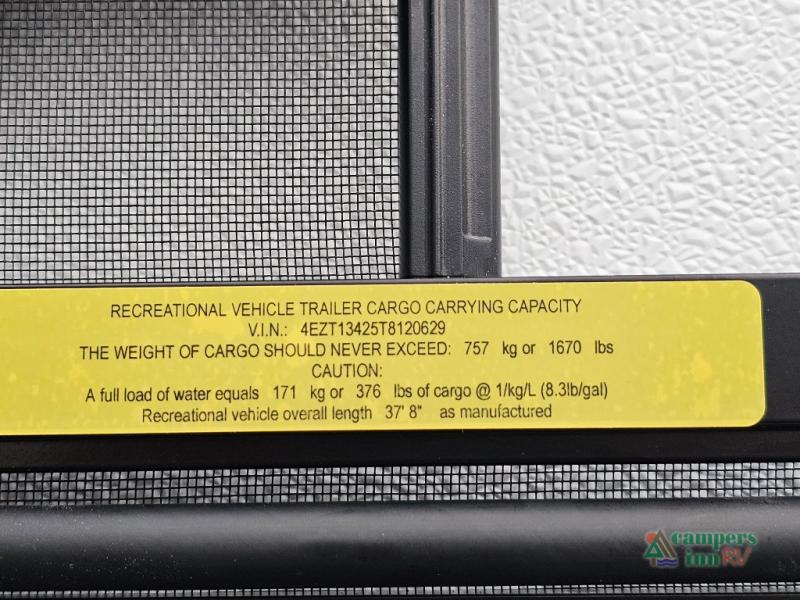 RECREATIONAL VEHICLE TRAILER CARGO CARRYING CAPACITY
V.I.N.: 4EZT13425T8120629
THE WEIGHT OF CARGO SHOULD NEVER EXCEED: 757 kg or 1670 lbs
CAUTION:
A full load of water equals 171 kg or 376 lbs of cargo @ 1/kg/L (8.3lb/gal)
Recreational vehicle overall length 37' 8" as manufactured
campers
inn RV